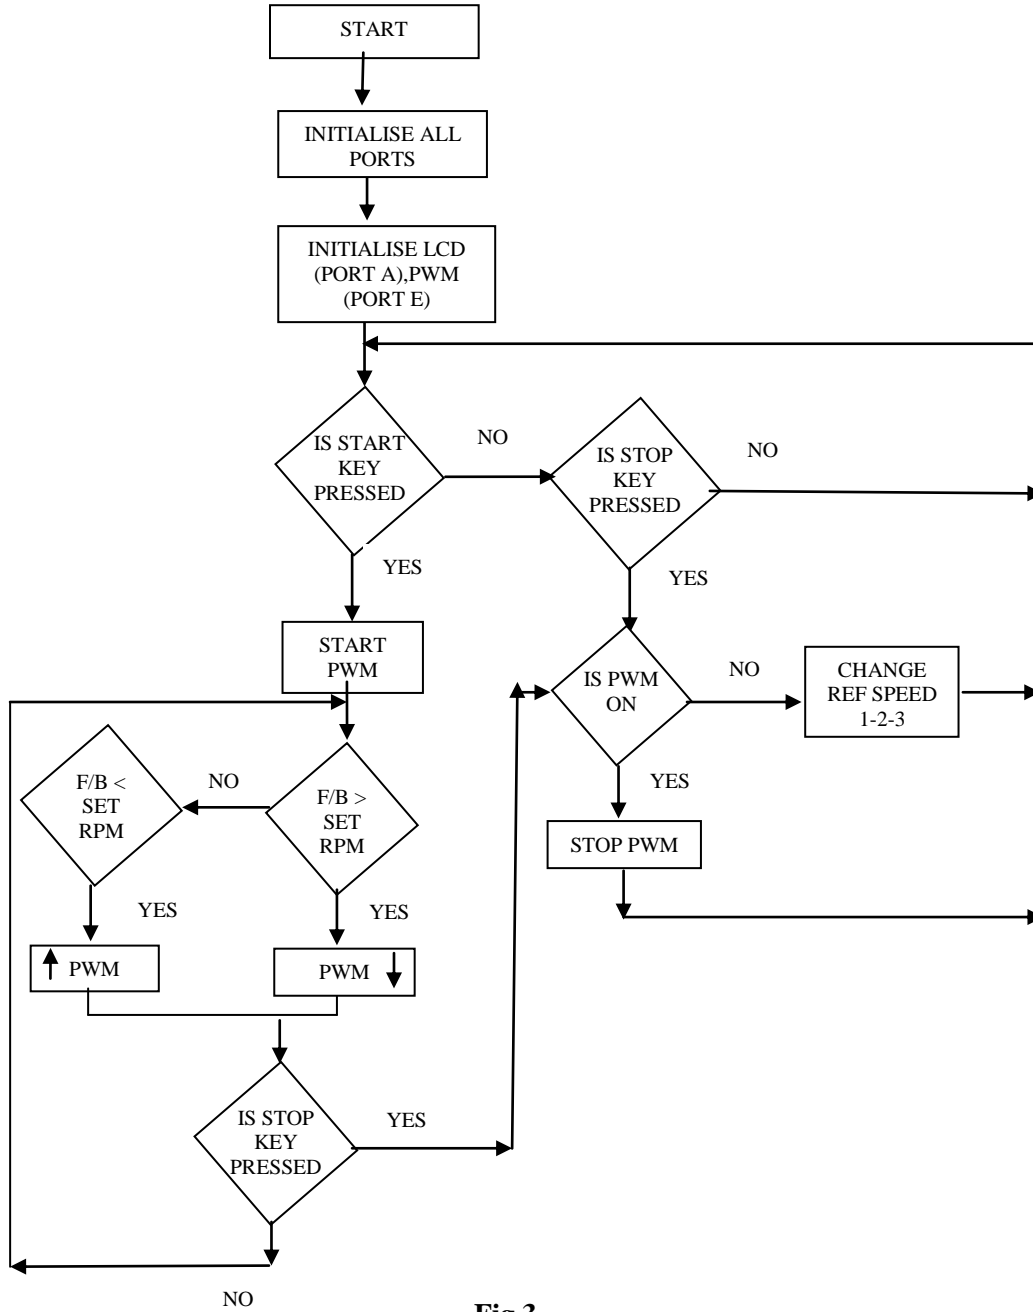 START
INITIALISE ALL
PORTS
INITIALISE LCD
(PORT A),PWM
(PORT E)
IS START
KEY
PRESSED
NO
IS STOP
KEY
PRESSED
NO
YES
YES
START
PWM
IS PWM
ON
NO
CHANGE
REF SPEED
1-2-3
F/B <
SET
RPM
NO
F/B >
SET
RPM
YES
STOP PWM
YES
YES
PWM
PWM
IS STOP
KEY
PRESSED
YES
NO
Fig 3